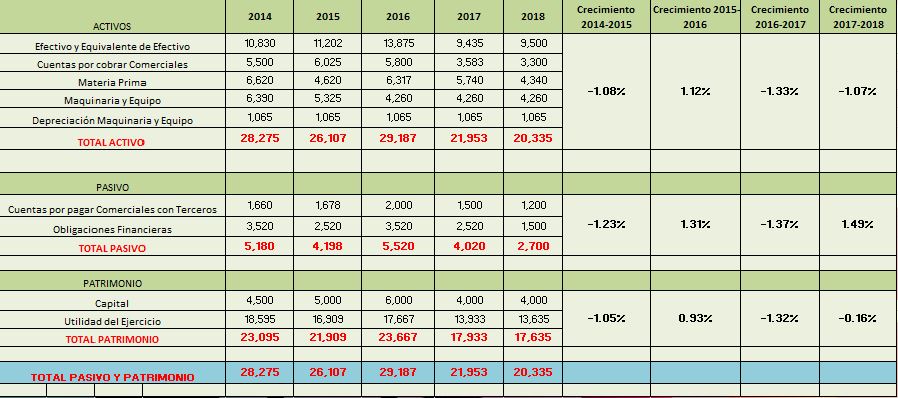 ACTIVOS 2014 2015 2016 2017 2018 Crecimiento 2014-2015 Crecimiento 2015-2016 Crecimiento 2016-2017 Crecimiento 2017-2018
Efectivo y Equivalente de Efectivo 10,830 11,202 13,875 9,435 9,500
Cuentas por cobrar Comerciales 5,500 6,025 5,800 3,583 3,300
Materia Prima 6,620 4,620 6,317 5,740 4,340
-1.08% 1.12% -1.33% -1.07%
Maquinaria y Equipo 6,390 5,325 4,260 4,260 4,260
Depreciación Maquinaria y Equipo 1,065 1,065 1,065 1,065 1,065
TOTAL ACTIVO 28,275 26,107 29,187 21,953 20,335
PASIVO
Cuentas por pagar Comerciales con Terceros 1,660 1,678 2,000 1,500 1,200
-1.23% 1.31% -1.37% 1.49%
Obligaciones Financieras 3,520 2,520 3,520 2,520 1,500
TOTAL PASIVO 5,180 4,198 5,520 4,020 2,700
PATRIMONIO
Capital 4,500 5,000 6,000 4,000 4,000
Utilidad del Ejercicio 18,595 16,909 17,667 13,933 13,635
-1.05% 0.93% -1.32% -0.16%
TOTAL PATRIMONIO 23,095 21,909 23,667 17,933 17,635
TOTAL PASIVO Y PATRIMONIO 28,275 26,107 29,187 21,953 20,335